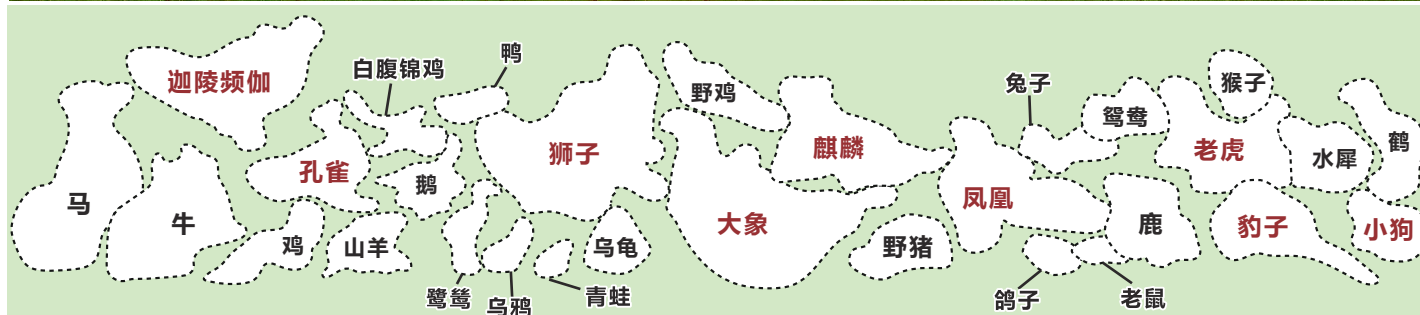 迦陵频伽
白腹锦鸡
鸭
野鸡
兔子
鸳鸯
猴子
马
牛
孔雀
鹅
狮子
麒麟
老虎
水犀
鹤
鸡
山羊
鹭鸶
乌鸦
青蛙
乌龟
大象
野猪
凤凰
鸽子
老鼠
鹿
豹子
小狗